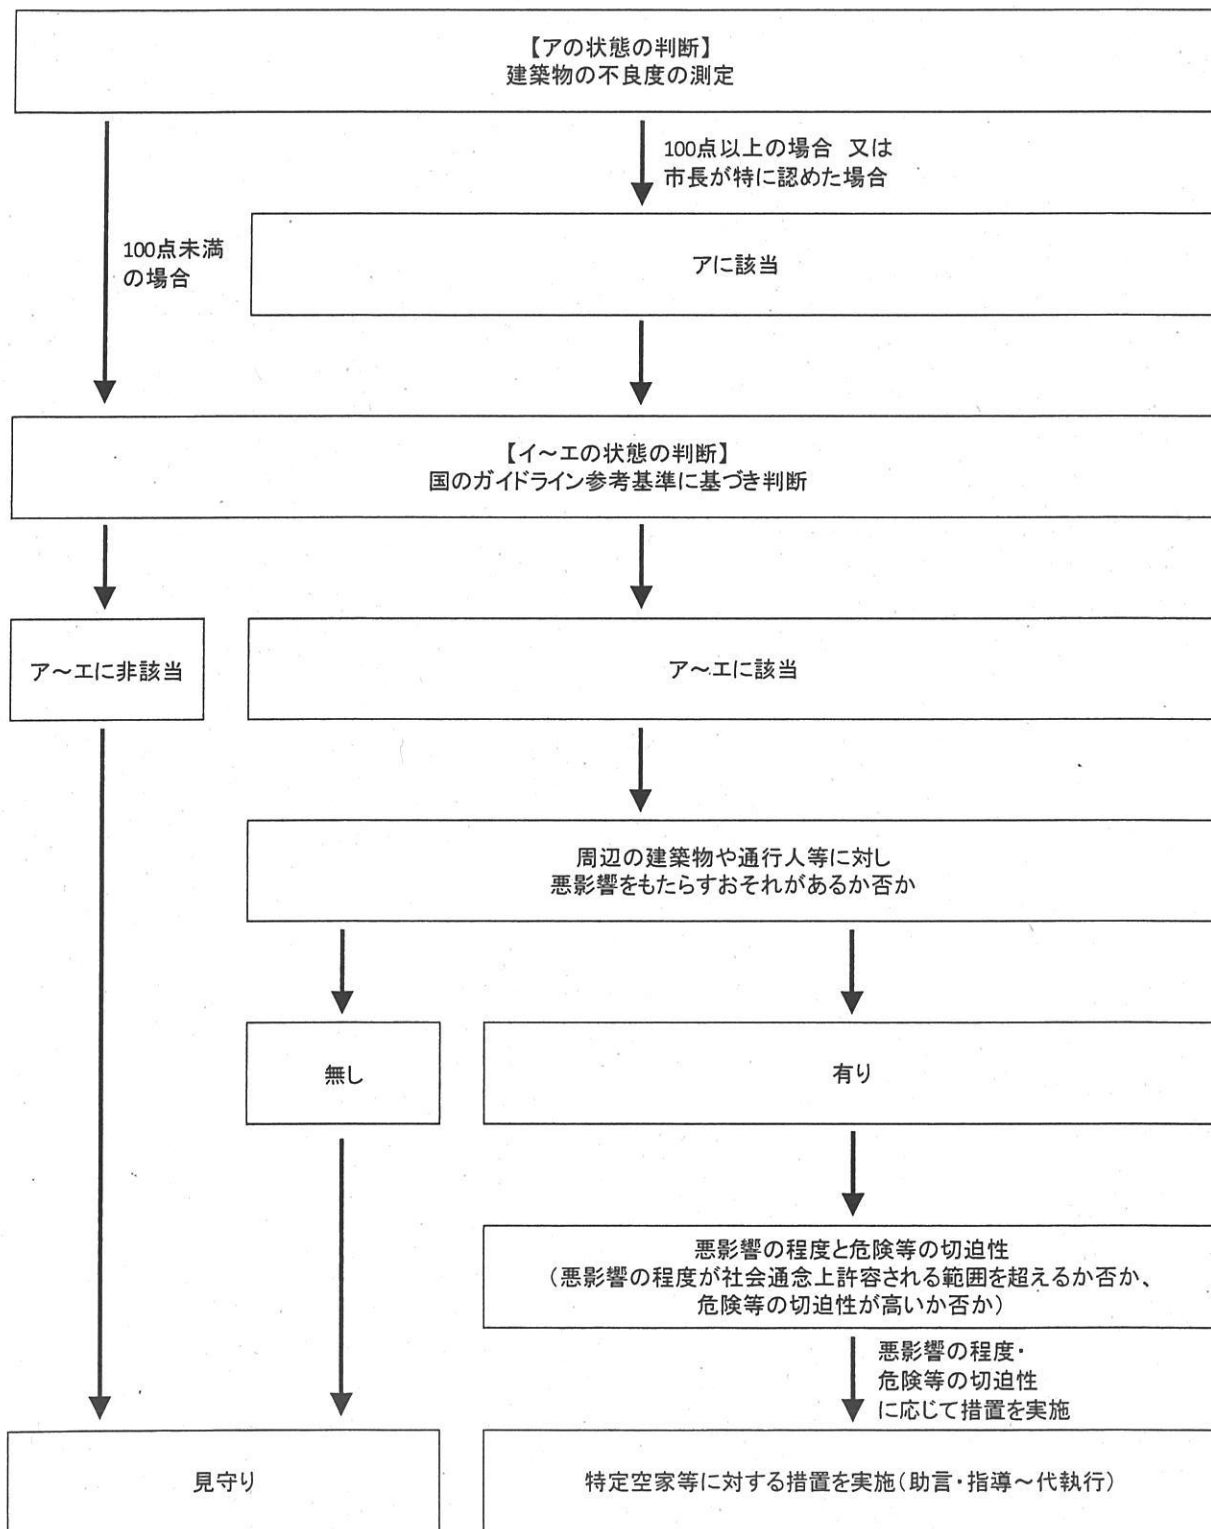 【アの状態の判断】
建築物の不良度の測定
100点以上の場合 又は
市長が特に認めた場合
100点未満
の場合
アに該当
【イ～エの状態の判断】
国のガイドライン参考基準に基づき判断
ア～エに非該当
ア～エに該当
周辺の建築物や通行人等に対し
悪影響をもたらすおそれがあるか否か
無し
有り
悪影響の程度と危険等の切迫性
（悪影響の程度が社会通念上許容される範囲を超えるか否か、
危険等の切迫性が高いか否か）
悪影響の程度・
危険等の切迫性
に応じて措置を実施
見守り
特定空家等に対する措置を実施（助言・指導～代執行）